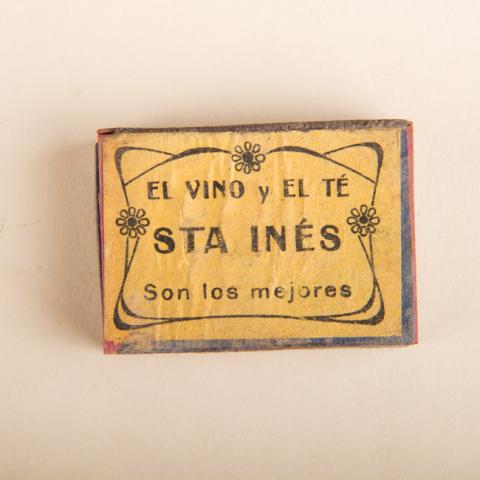 EL VINO y EL TÉ
STA INÉS
Son los mejores